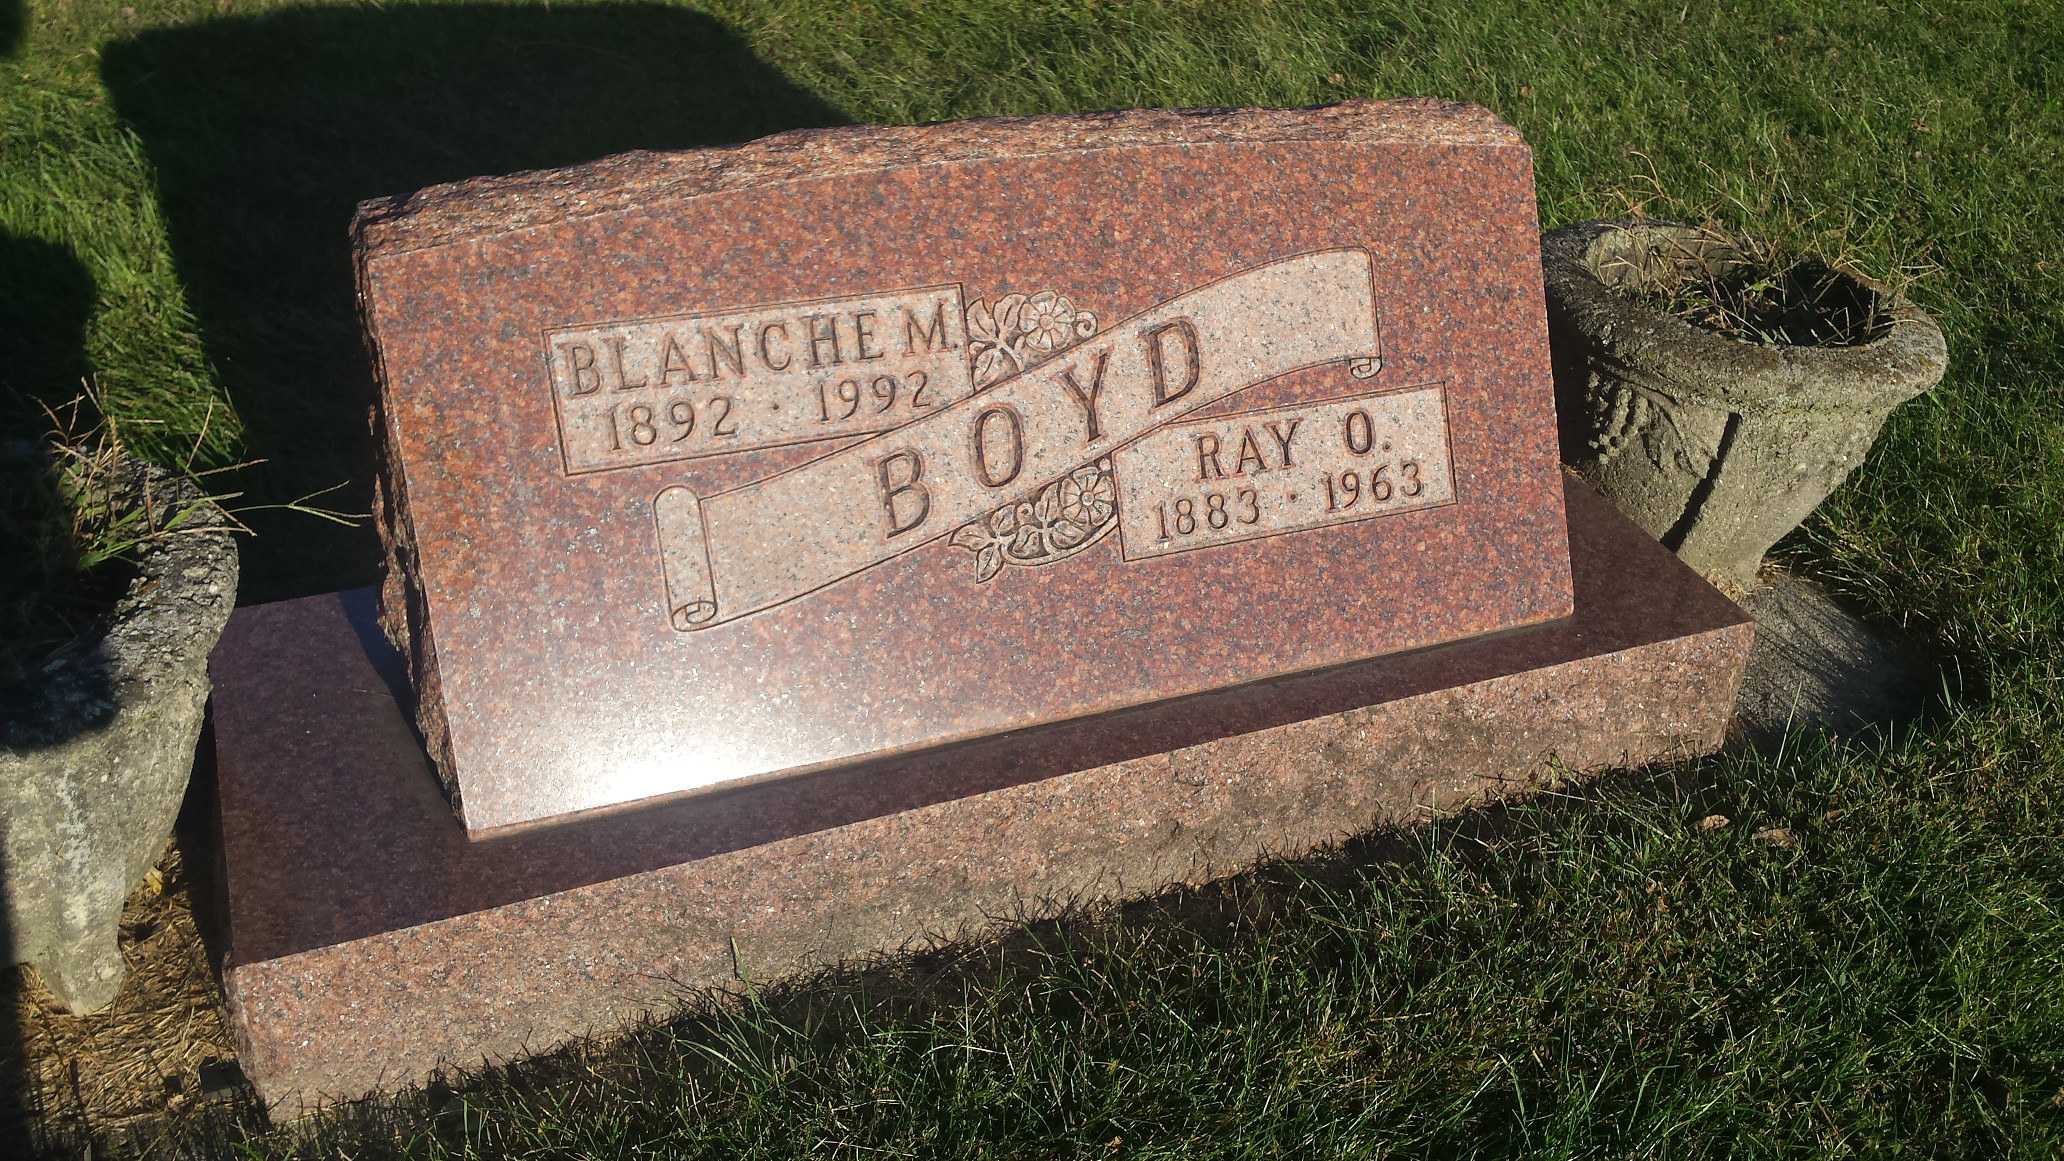 BLANCHE M.
1892 · 1992
BOYD
RAY O.
1883 · 1963